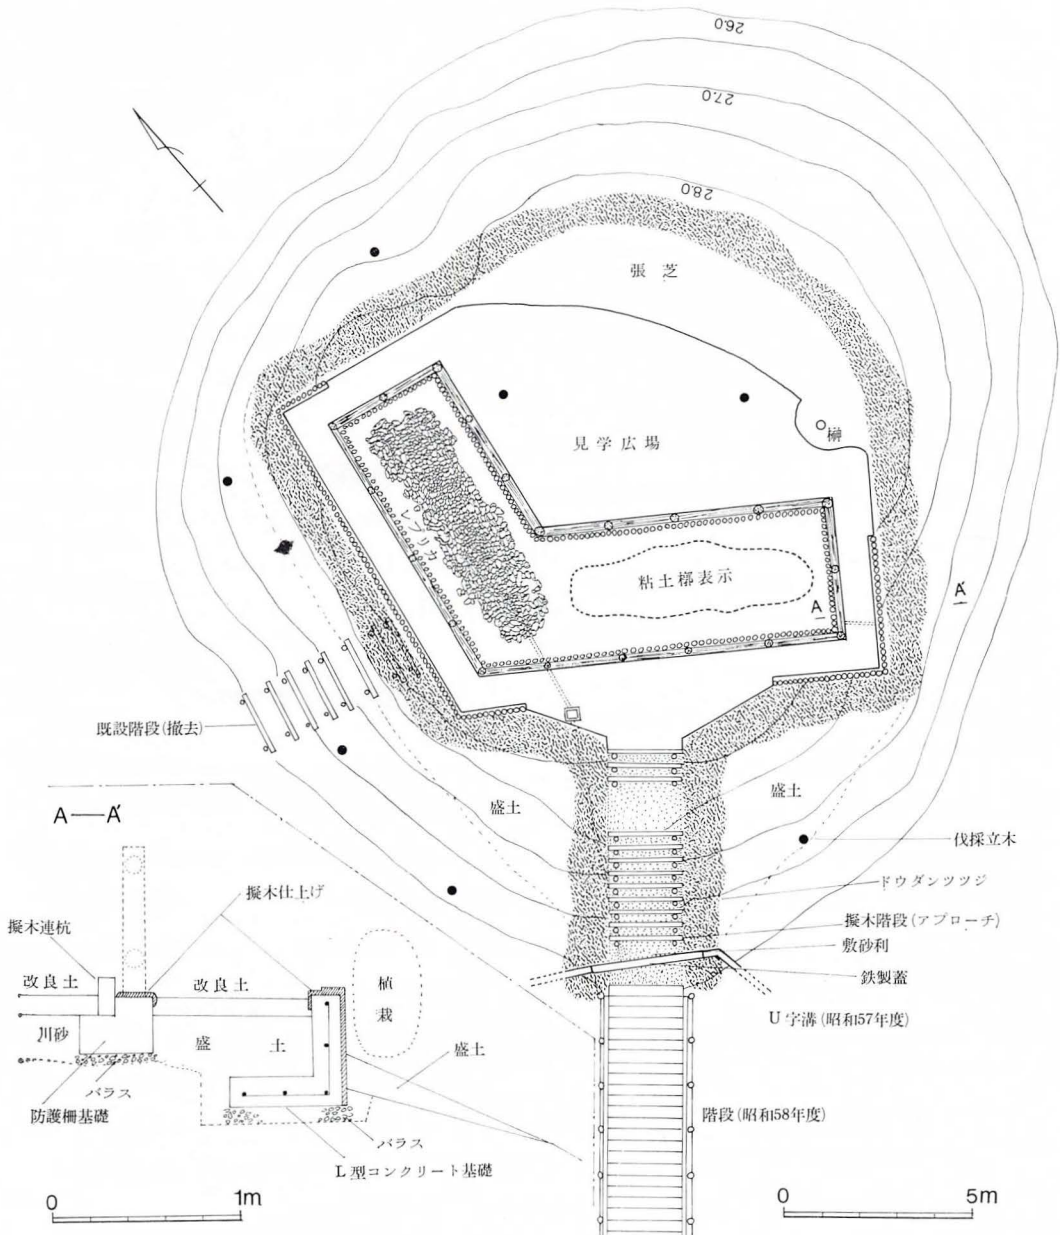 26.0
27.0
28.0
張芝
見学広場
榊
レプリカ
粘土槨表示
A
A′
既設階段(撤去)
盛土
盛土
伐採立木
ドウダンツツジ
擬木階段(アプローチ)
敷砂利
鉄製蓋
U字溝(昭和57年度)
階段(昭和58年度)
A——A′
擬木仕上げ
擬木連杭
改良土
改良土
植栽
川砂
盛土
盛土
バラス
防護柵基礎
バラス
L型コンクリート基礎
0 1m
0 5m